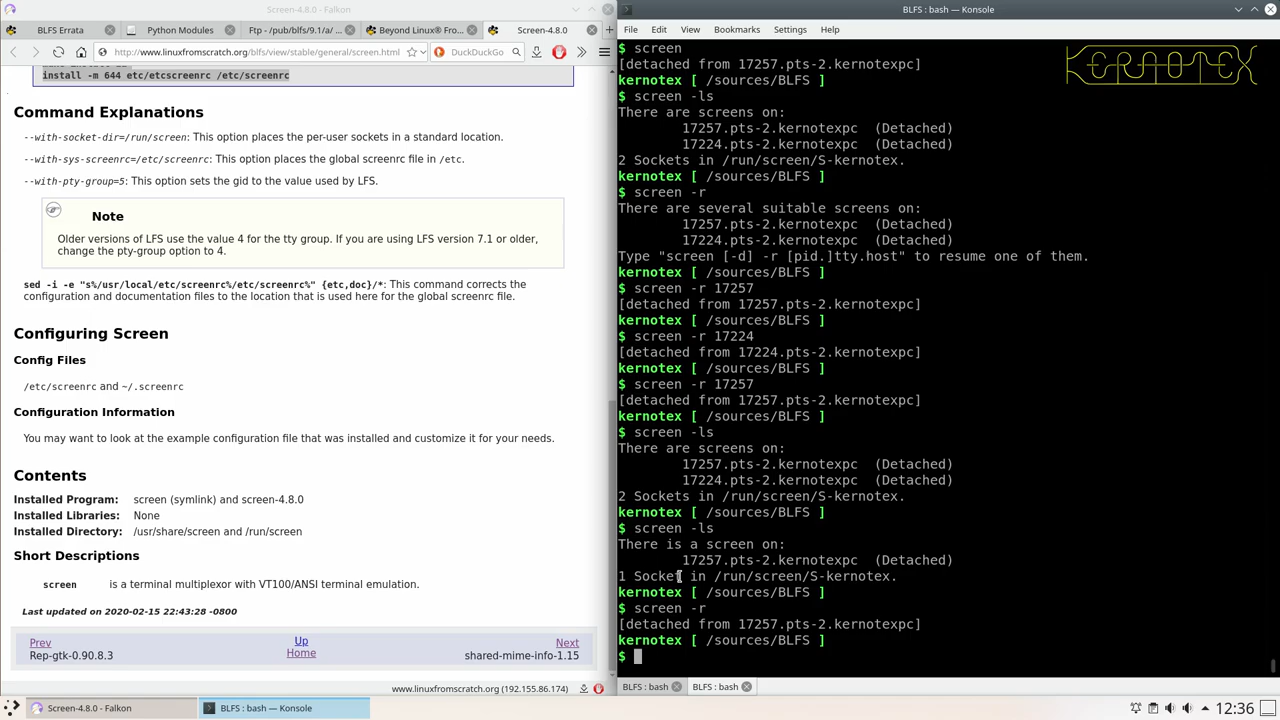 Screen-4.8.0 - Falkon
BLFS Errata
Python Modules
Ftp - /pub/blfs/9.1/a/ ...
Beyond Linux® Fro...
Screen-4.8.0
http://www.linuxfromscratch.org/blfs/view/stable/general/screen.html
DuckDuckGo
install -m 644 etc/etcscreenrc /etc/screenrc
Command Explanations
--with-socket-dir=/run/screen: This option places the per-user sockets in a standard location.
--with-sys-screenrc=/etc/screenrc: This option places the global screenrc file in /etc.
--with-pty-group=5: This option sets the gid to the value used by LFS.
Note
Older versions of LFS use the value 4 for the tty group. If you are using LFS version 7.1 or older,
change the pty-group option to 4.
sed -i -e "s%/usr/local/etc/screenrc%/etc/screenrc%" {etc,doc}/*: This command corrects the
configuration and documentation files to the location that is used here for the global screenrc file.
Configuring Screen
Config Files
/etc/screenrc and ~/.screenrc
Configuration Information
You may want to look at the example configuration file that was installed and customize it for your needs.
Contents
Installed Program: screen (symlink) and screen-4.8.0
Installed Libraries: None
Installed Directory: /usr/share/screen and /run/screen
Short Descriptions
screen is a terminal multiplexor with VT100/ANSI terminal emulation.
Last updated on 2020-02-15 22:43:28 -0800
Prev Up Next
Rep-gtk-0.90.8.3 Home shared-mime-info-1.15
www.linuxfromscratch.org (192.155.86.174)
BLFS : bash — Konsole
File Edit View Bookmarks Settings Help
KERNOTEX
$ screen
[detached from 17257.pts-2.kernotexpc]
kernotex [ /sources/BLFS ]
$ screen -ls
There are screens on:
17257.pts-2.kernotexpc (Detached)
17224.pts-2.kernotexpc (Detached)
2 Sockets in /run/screen/S-kernotex.
kernotex [ /sources/BLFS ]
$ screen -r
There are several suitable screens on:
17257.pts-2.kernotexpc (Detached)
17224.pts-2.kernotexpc (Detached)
Type "screen [-d] -r [pid.]tty.host" to resume one of them.
kernotex [ /sources/BLFS ]
$ screen -r 17257
[detached from 17257.pts-2.kernotexpc]
kernotex [ /sources/BLFS ]
$ screen -r 17224
[detached from 17224.pts-2.kernotexpc]
kernotex [ /sources/BLFS ]
$ screen -r 17257
[detached from 17257.pts-2.kernotexpc]
kernotex [ /sources/BLFS ]
$ screen -ls
There are screens on:
17257.pts-2.kernotexpc (Detached)
17224.pts-2.kernotexpc (Detached)
2 Sockets in /run/screen/S-kernotex.
kernotex [ /sources/BLFS ]
$ screen -ls
There is a screen on:
17257.pts-2.kernotexpc (Detached)
1 Socket in /run/screen/S-kernotex.
kernotex [ /sources/BLFS ]
$ screen -r
[detached from 17257.pts-2.kernotexpc]
kernotex [ /sources/BLFS ]
$
BLFS : bash
BLFS : bash
Screen-4.8.0 - Falkon
BLFS : bash — Konsole
12:36